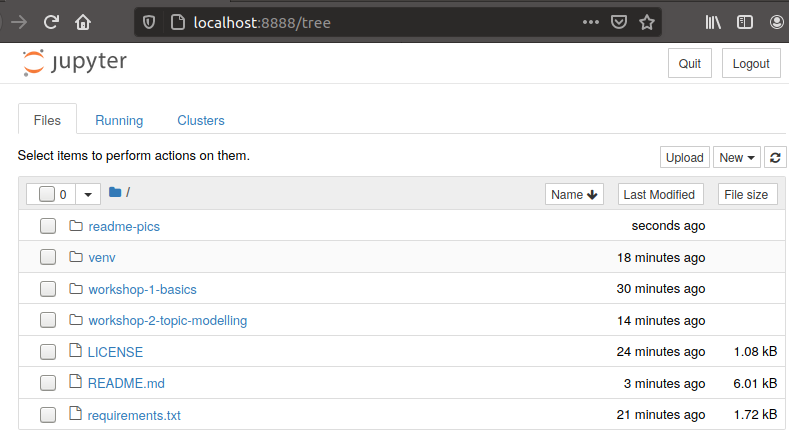 localhost:8888/tree
jupyter
Quit Logout
Files Running Clusters
Select items to perform actions on them.
Upload New
0 / Name Last Modified File size
readme-pics seconds ago
venv 18 minutes ago
workshop-1-basics 30 minutes ago
workshop-2-topic-modelling 14 minutes ago
LICENSE 24 minutes ago 1.08 kB
README.md 3 minutes ago 6.01 kB
requirements.txt 21 minutes ago 1.72 kB